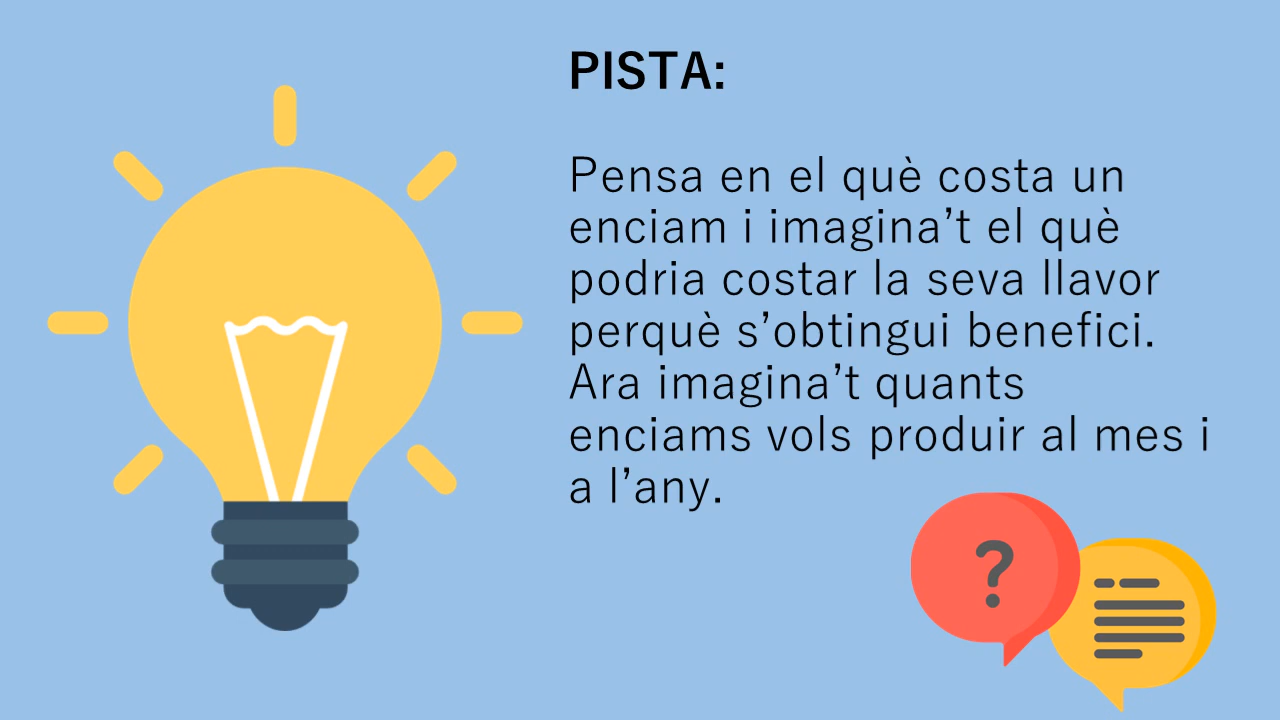 PISTA:
Pensa en el què costa un
enciam i imagina’t el què
podria costar la seva llavor
perquè s’obtingui benefici.
Ara imagina’t quants
enciams vols produir al mes i
a l’any.
?